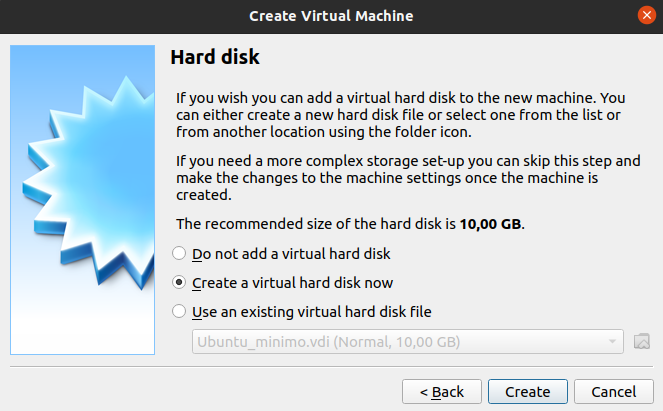 Create Virtual Machine
Hard disk
If you wish you can add a virtual hard disk to the new machine. You
can either create a new hard disk file or select one from the list or
from another location using the folder icon.
If you need a more complex storage set-up you can skip this step and
make the changes to the machine settings once the machine is
created.
The recommended size of the hard disk is 10,00 GB.
Do not add a virtual hard disk
Create a virtual hard disk now
Use an existing virtual hard disk file
Ubuntu_minimo.vdi (Normal, 10,00 GB)
< Back
Create
Cancel